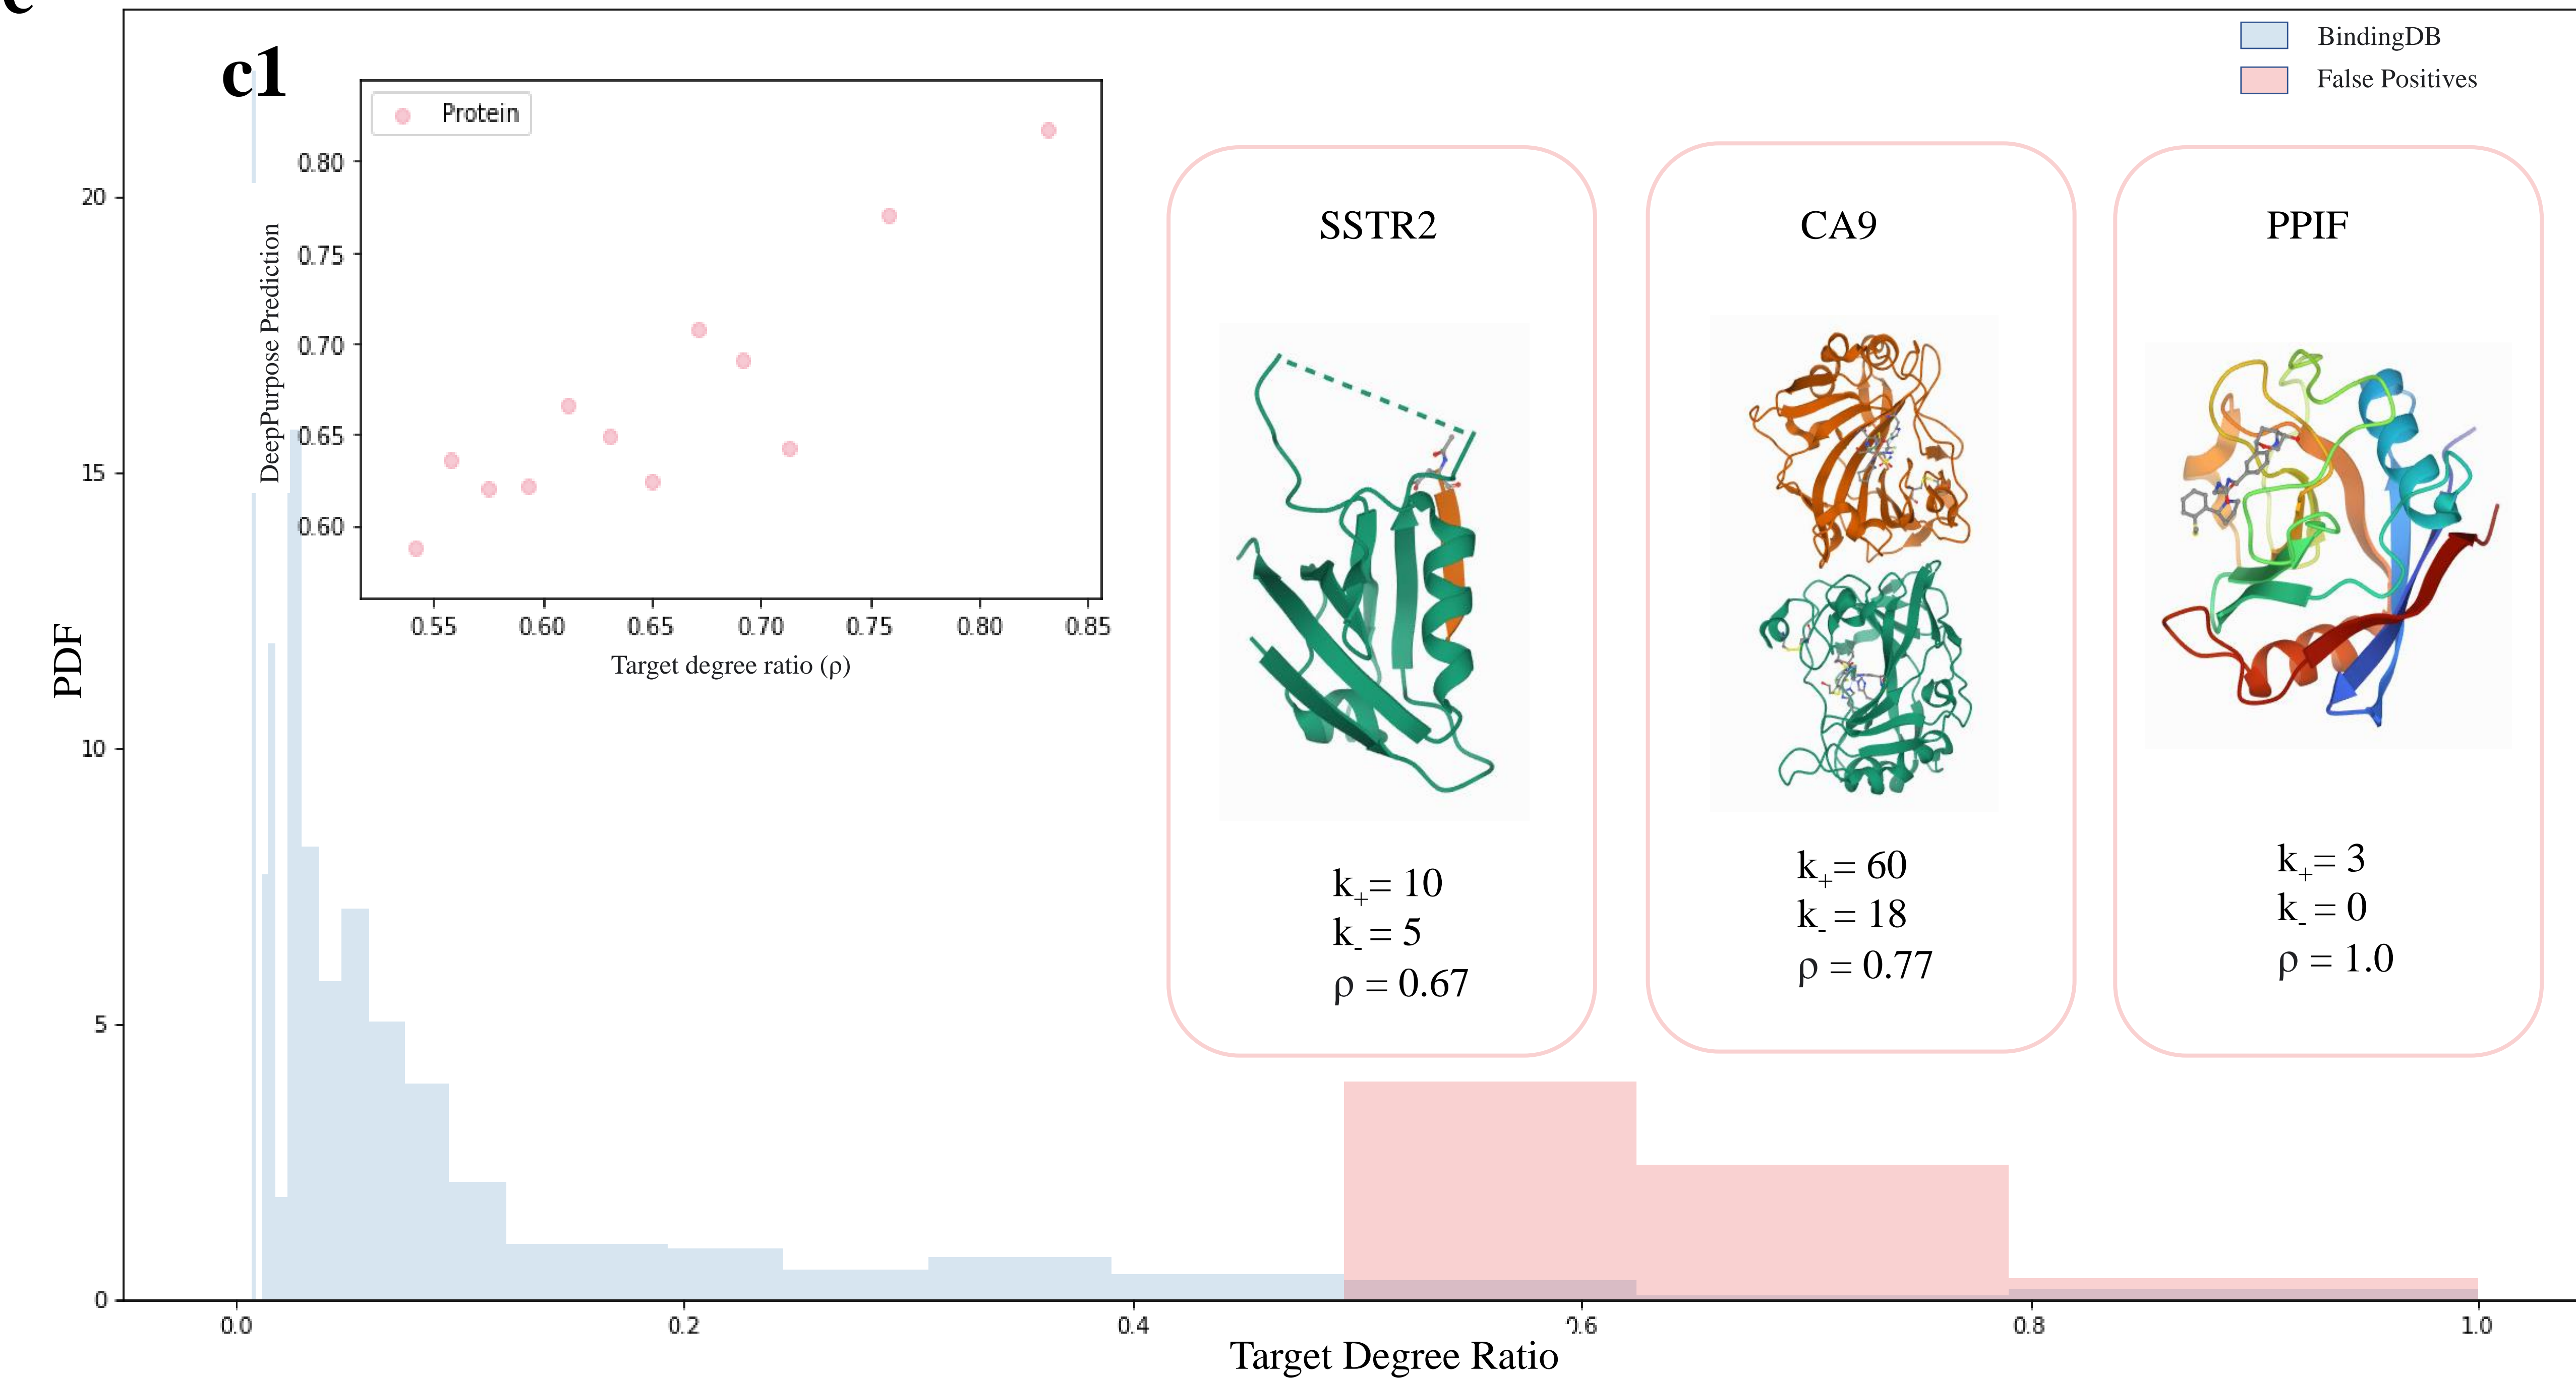 c
c1
BindingDB
False Positives
Protein
0.80
0.75
0.70
0.65
0.60
DeepPurpose Prediction
0.55 0.60 0.65 0.70 0.75 0.80 0.85
Target degree ratio (ρ)
SSTR2
k₊= 10
k₋ = 5
ρ = 0.67
CA9
k₊= 60
k₋ = 18
ρ = 0.77
PPIF
k₊= 3
k₋ = 0
ρ = 1.0
20
15
10
5
0
PDF
0.0 0.2 0.4 0.6 0.8 1.0
Target Degree Ratio